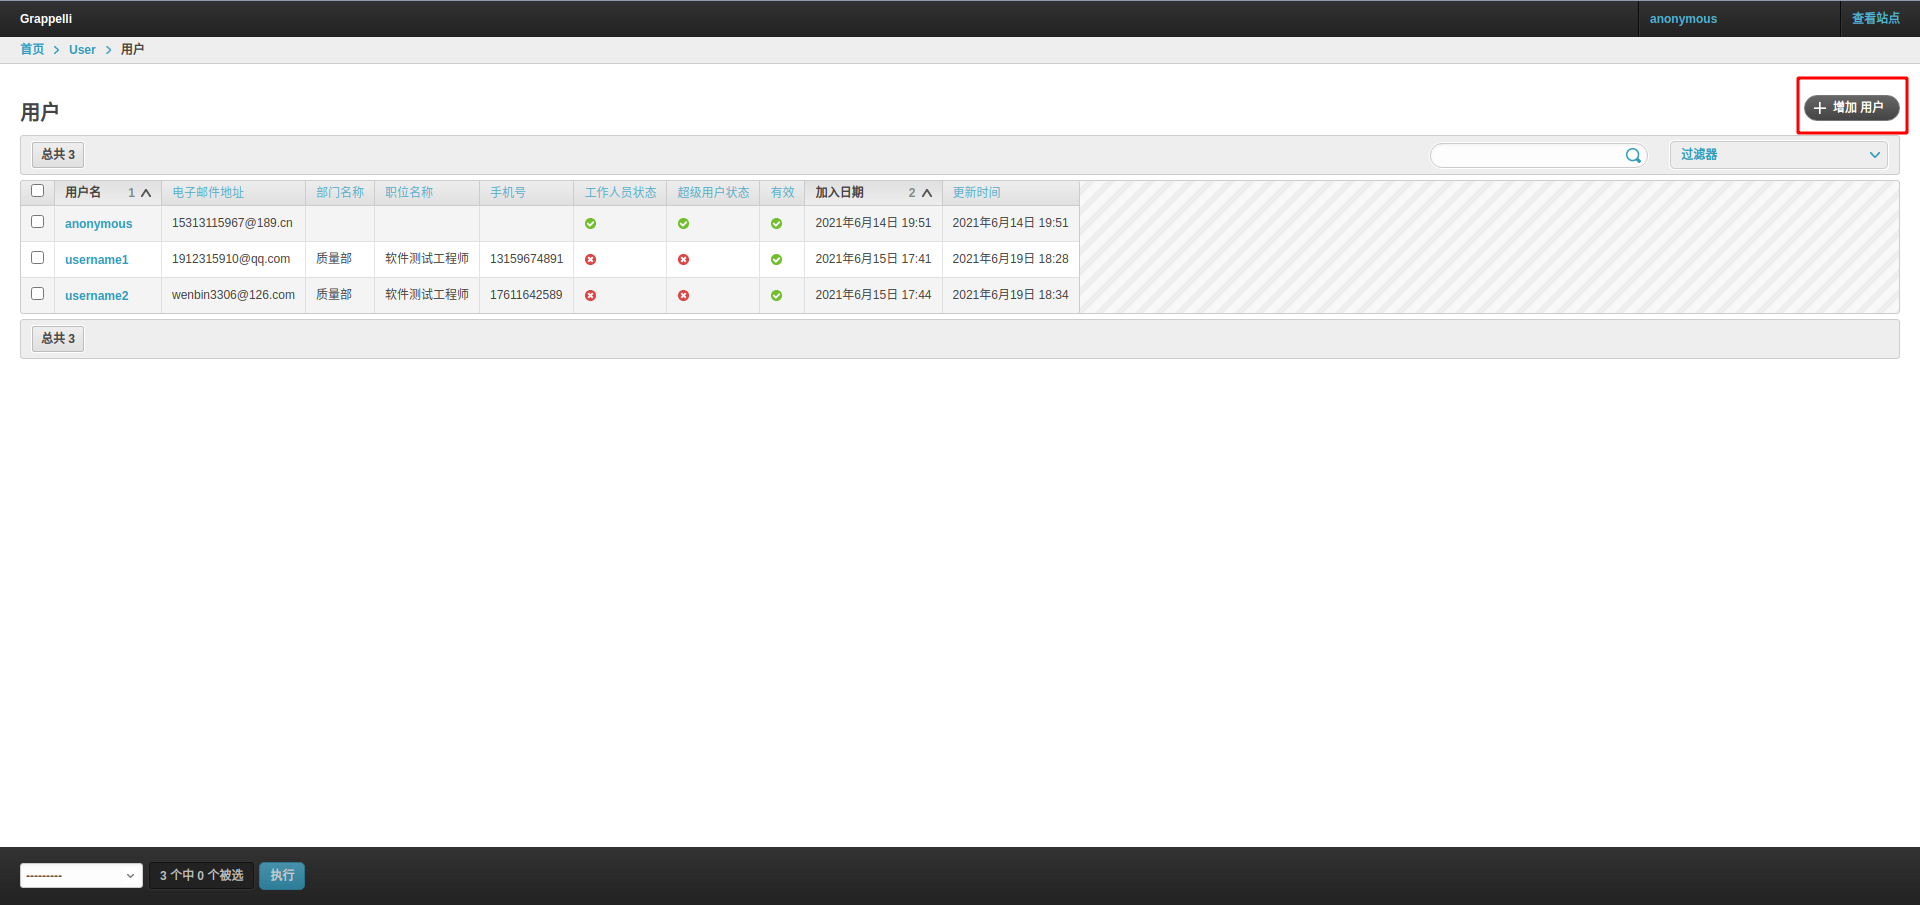 Grappelli anonymous 查看站点
首页 User 用户
用户
增加 用户
总共 3 过滤器
用户名 1 电子邮件地址 部门名称 职位名称 手机号 工作人员状态 超级用户状态 有效 加入日期 2 更新时间
anonymous 15313115967@189.cn 2021年6月14日 19:51 2021年6月14日 19:51
username1 1912315910@qq.com 质量部 软件测试工程师 13159674891 2021年6月15日 17:41 2021年6月19日 18:28
username2 wenbin3306@126.com 质量部 软件测试工程师 17611642589 2021年6月15日 17:44 2021年6月19日 18:34
总共 3
--------- 3 个中 0 个被选 执行